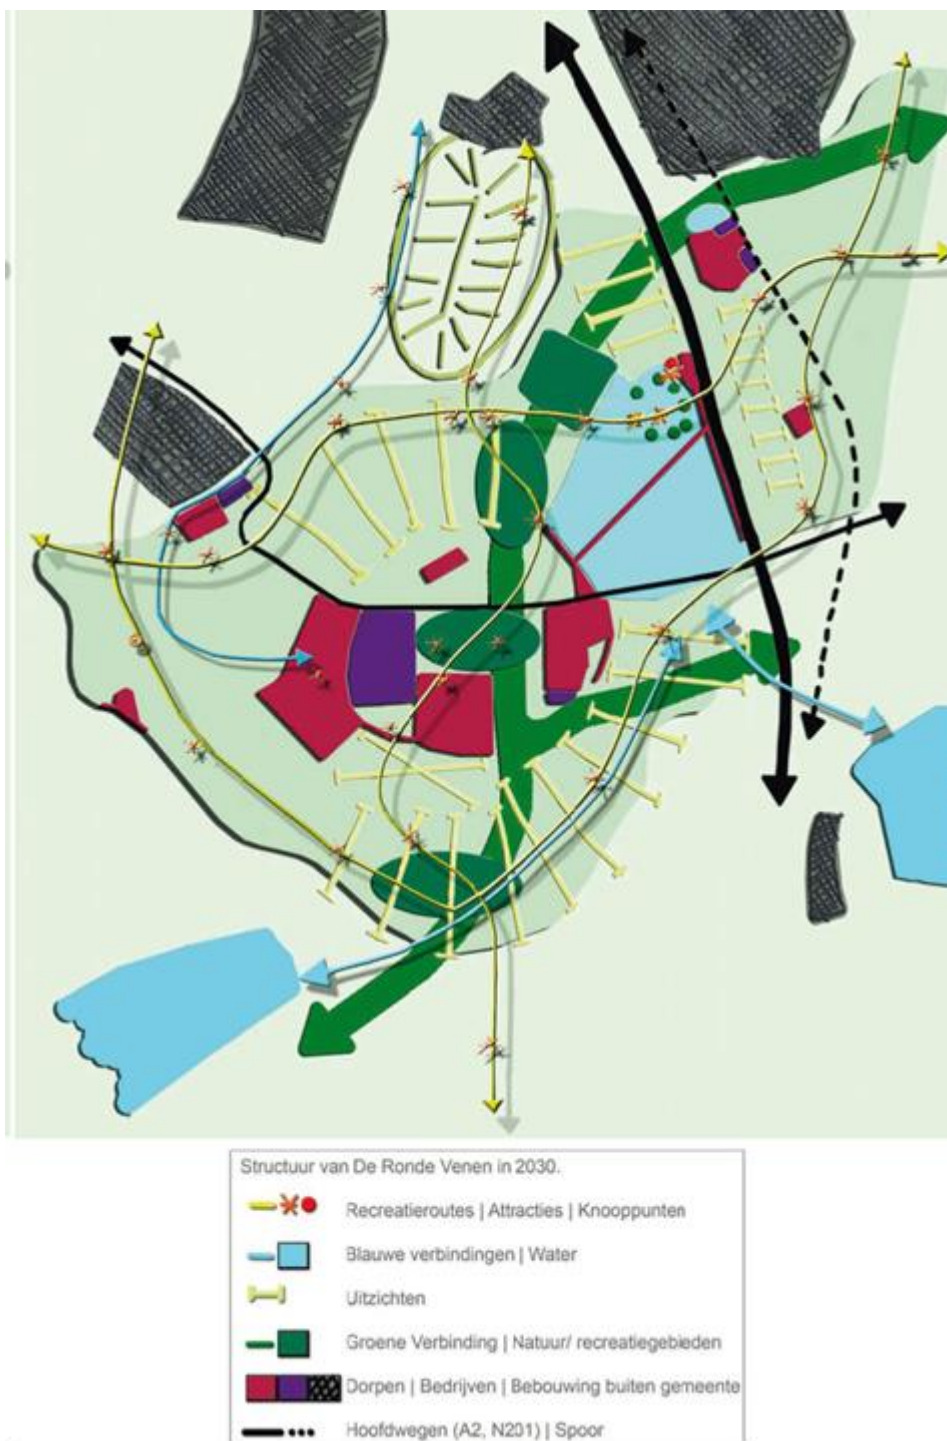 Structuur van De Ronde Venen in 2030.
Recreatieroutes | Attracties | Knooppunten
Blauwe verbindingen | Water
Uitzichten
Groene Verbinding | Natuur/ recreatiegebieden
Dorpen | Bedrijven | Bebouwing buiten gemeente
Hoofdwegen (A2, N201) | Spoor